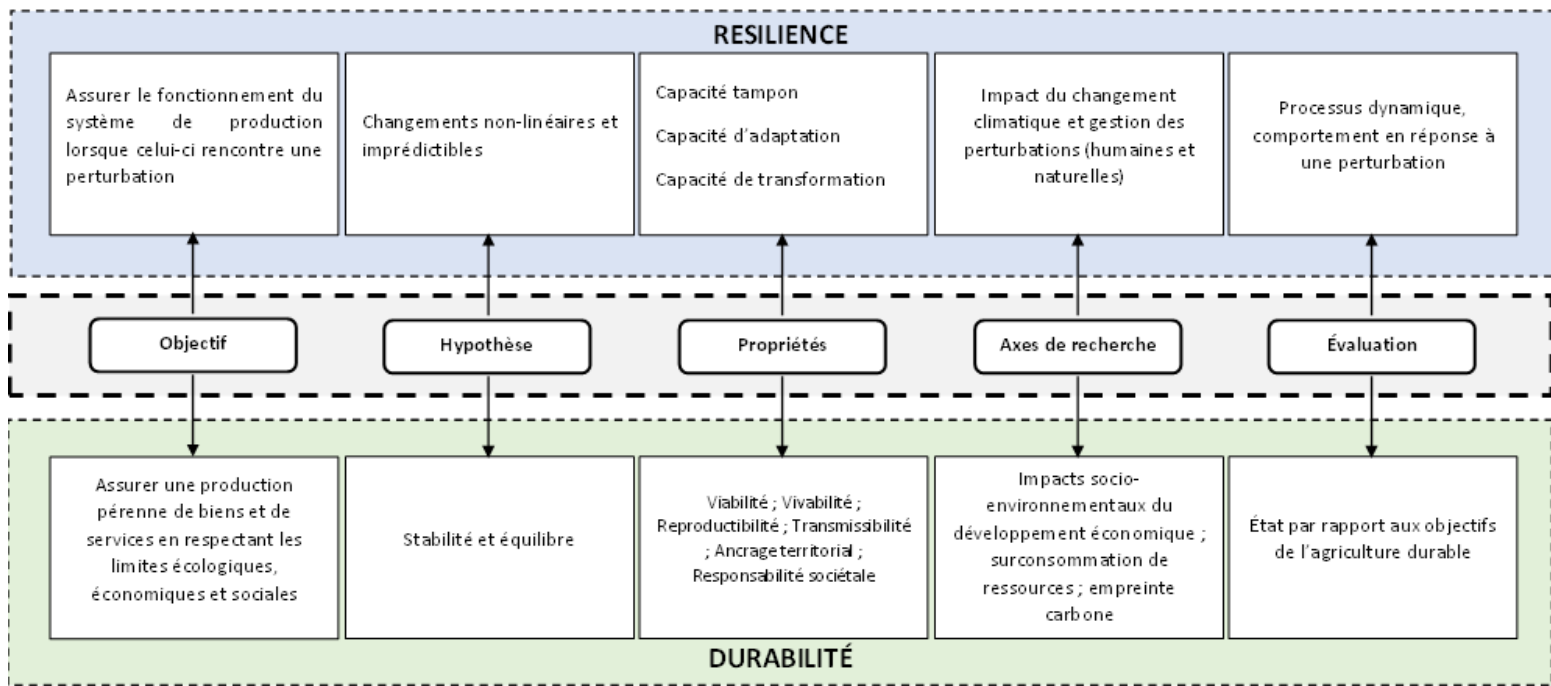 RESILIENCE
Assurer le fonctionnement du
système de production
lorsque celui-ci rencontre une
perturbation
Changements non-linéaires et
imprédictibles
Capacité tampon
Capacité d'adaptation
Capacité de transformation
Impact du changement
climatique et gestion des
perturbations (humaines et
naturelles)
Processus dynamique,
comportement en réponse à
une perturbation
Objectif
Hypothèse
Propriétés
Axes de recherche
Évaluation
Assurer une production
pérenne de biens et de
services en respectant les
limites écologiques,
économiques et sociales
Stabilité et équilibre
Viabilité ; Vivabilité ;
Reproductibilité ; Transmissibilité
; Ancrage territorial ;
Responsabilité sociétale
Impacts socio-
environnementaux du
développement économique ;
surconsommation de
ressources ; empreinte
carbone
État par rapport aux objectifs
de l'agriculture durable
DURABILITÉ